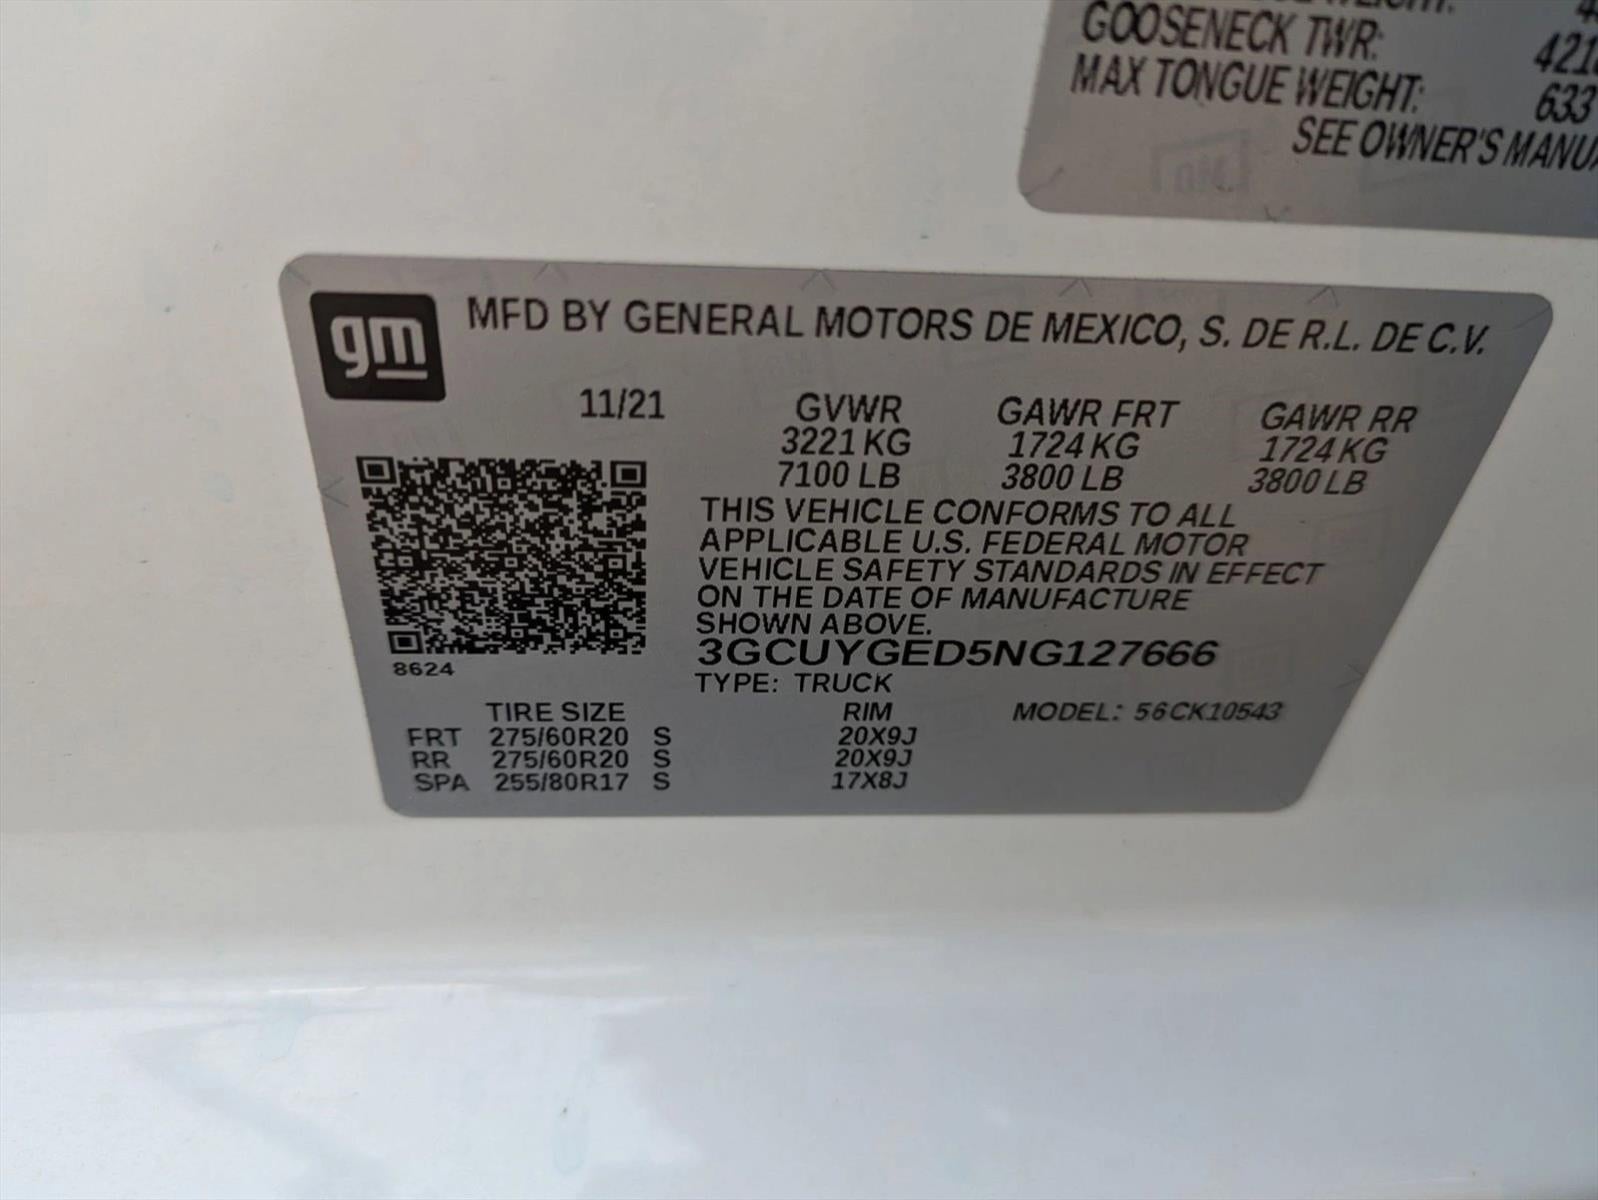 GOOSENECK TWR:
MAX TONGUE WEIGHT: 633
SEE OWNER'S
gm
MFD BY GENERAL MOTORS DE MEXICO, S. DE R.L. DE C.V.
11/21 GVWR GAWR FRT GAWR RR
3221 KG 1724 KG 1724 KG
7100 LB 3800 LB 3800 LB
THIS VEHICLE CONFORMS TO ALL
APPLICABLE U.S. FEDERAL MOTOR
VEHICLE SAFETY STANDARDS IN EFFECT
ON THE DATE OF MANUFACTURE
SHOWN ABOVE.
3GCUYGED5NG127666
8624
TYPE: TRUCK
TIRE SIZE RIM MODEL: 56CK10543
FRT 275/60R20 S 20X9J
RR 275/60R20 S 20X9J
SPA 255/80R17 S 17X8J